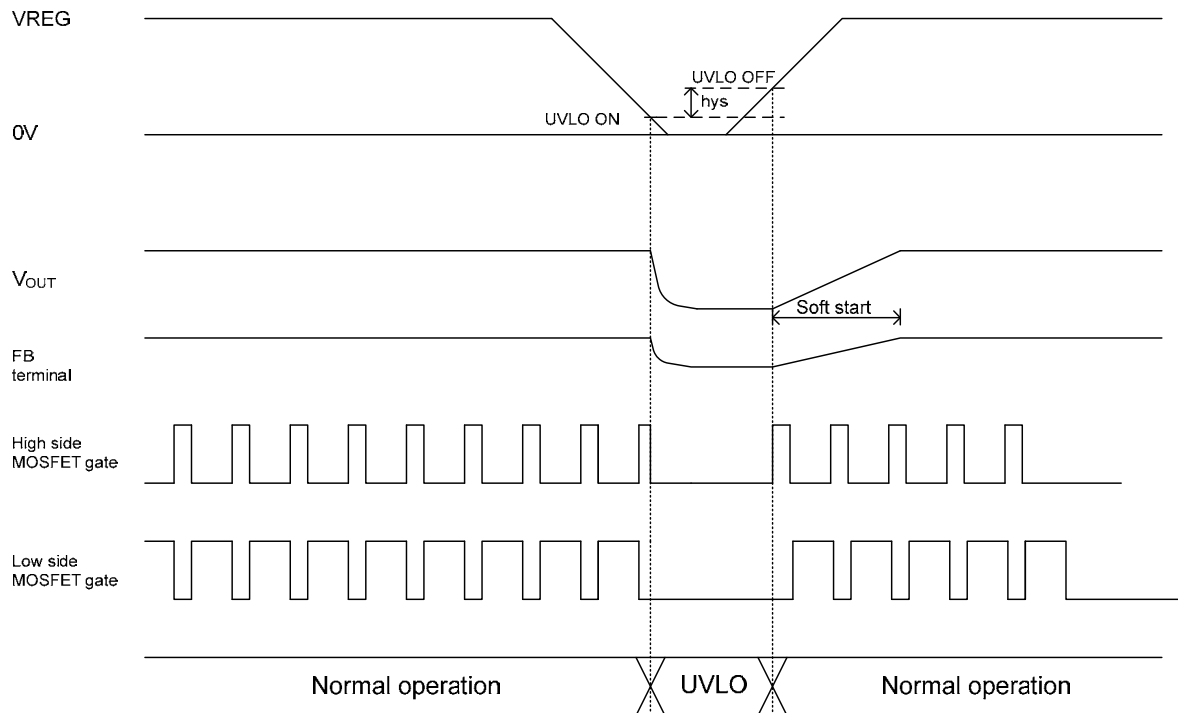 VREG
UVLO OFF
hys
UVLO ON
0V
VOUT
Soft start
FB
terminal
High side
MOSFET gate
Low side
MOSFET gate
Normal operation
UVLO
Normal operation